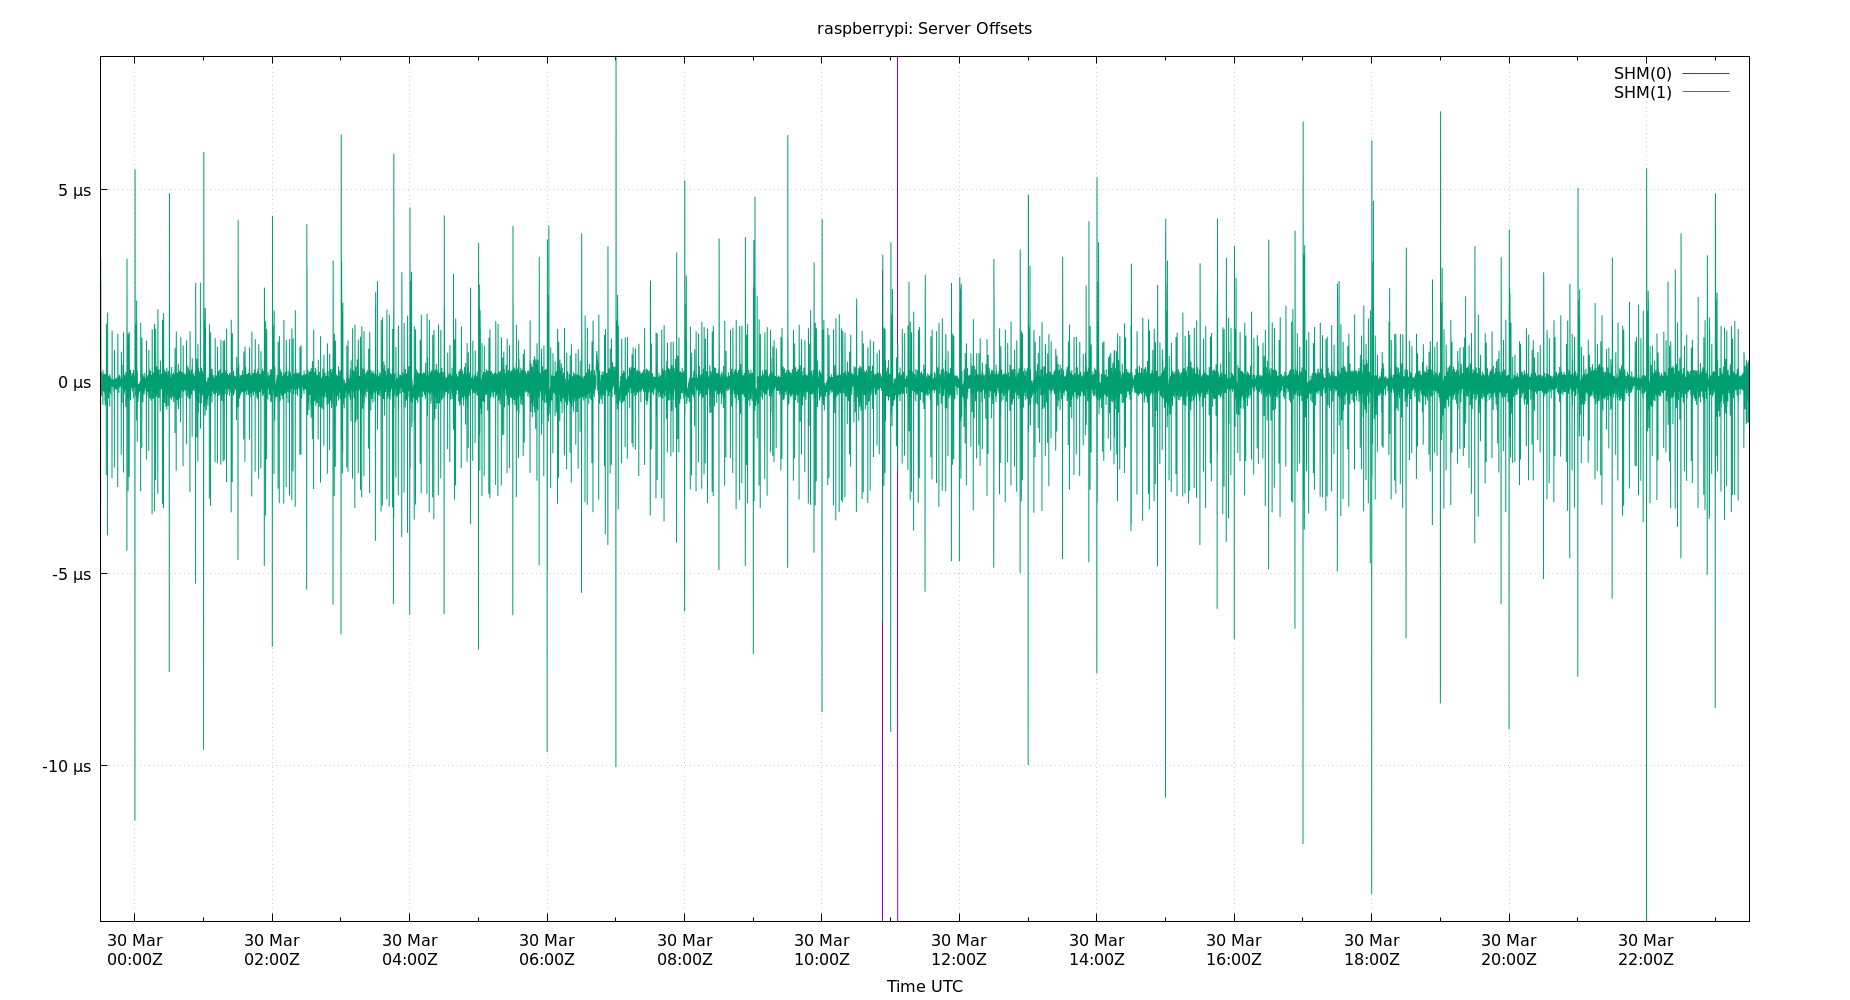 raspberrypi: Server Offsets
SHM(0)
SHM(1)
5 µs
0 µs
-5 µs
-10 µs
30 Mar 30 Mar 30 Mar 30 Mar 30 Mar 30 Mar 30 Mar 30 Mar 30 Mar 30 Mar 30 Mar 30 Mar
00:00Z 02:00Z 04:00Z 06:00Z 08:00Z 10:00Z 12:00Z 14:00Z 16:00Z 18:00Z 20:00Z 22:00Z
Time UTC